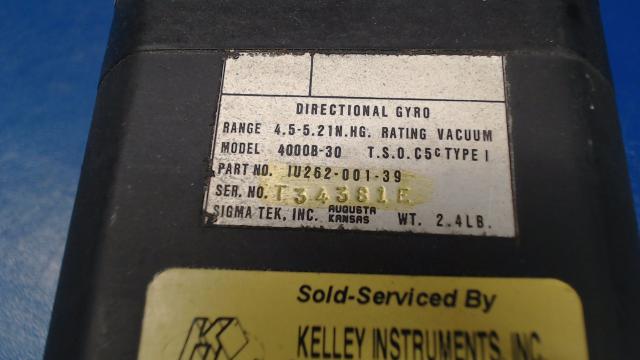 DIRECTIONAL GYRO
RANGE 4.5-5.2IN.HG. RATING VACUUM
MODEL 4000B-30 T.S.O. C5c TYPE I
PART NO. 1U262-001-39
SER. NO. T34381E
SIGMA TEK, INC. AUGUSTA KANSAS WT. 2.4LB.
Sold-Serviced By
KELLEY INSTRUMENTS, INC